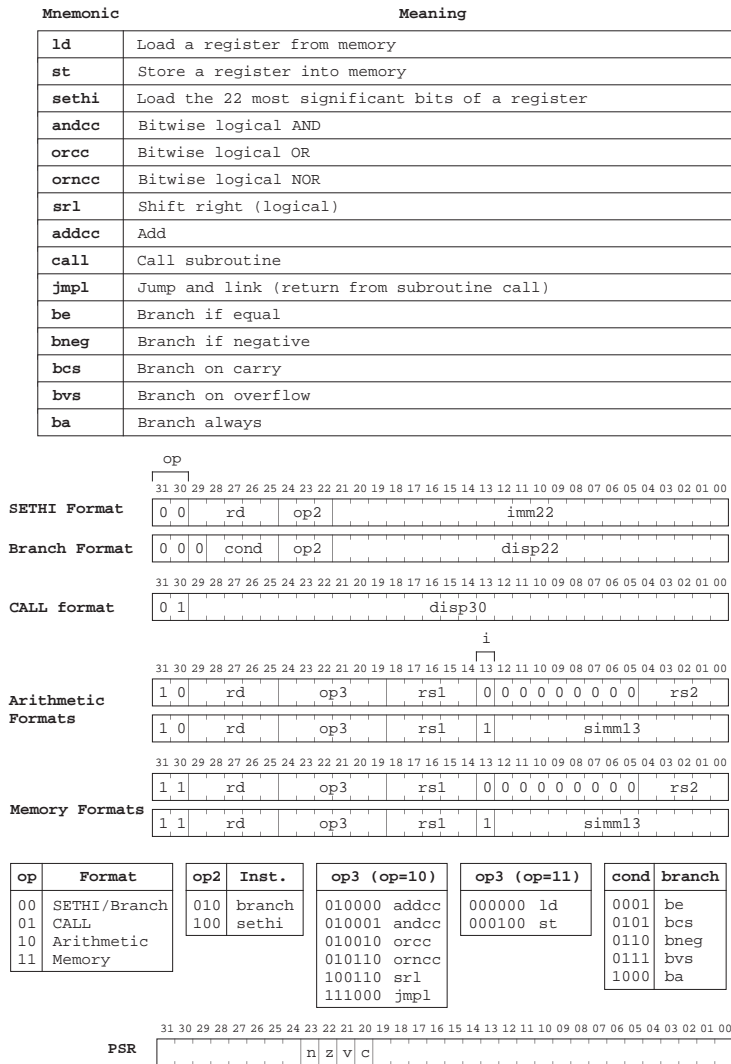 Mnemonic Meaning
ld Load a register from memory
st Store a register into memory
sethi Load the 22 most significant bits of a register
andcc Bitwise logical AND
orcc Bitwise logical OR
orncc Bitwise logical NOR
srl Shift right (logical)
addcc Add
call Call subroutine
jmpl Jump and link (return from subroutine call)
be Branch if equal
bneg Branch if negative
bcs Branch on carry
bvs Branch on overflow
ba Branch always
op
31 30 29 28 27 26 25 24 23 22 21 20 19 18 17 16 15 14 13 12 11 10 09 08 07 06 05 04 03 02 01 00
SETHI Format 0 0 rd op2 imm22
Branch Format 0 0 0 cond op2 disp22
31 30 29 28 27 26 25 24 23 22 21 20 19 18 17 16 15 14 13 12 11 10 09 08 07 06 05 04 03 02 01 00
CALL format 0 1 disp30
i
31 30 29 28 27 26 25 24 23 22 21 20 19 18 17 16 15 14 13 12 11 10 09 08 07 06 05 04 03 02 01 00
Arithmetic
Formats
1 0 rd op3 rs1 0 0 0 0 0 0 0 0 0 rs2
1 0 rd op3 rs1 1 simm13
31 30 29 28 27 26 25 24 23 22 21 20 19 18 17 16 15 14 13 12 11 10 09 08 07 06 05 04 03 02 01 00
Memory Formats
1 1 rd op3 rs1 0 0 0 0 0 0 0 0 0 rs2
1 1 rd op3 rs1 1 simm13
op Format
00 SETHI/Branch
01 CALL
10 Arithmetic
11 Memory
op2 Inst.
010 branch
100 sethi
op3 (op=10)
010000 addcc
010001 andcc
010010 orcc
010110 orncc
100110 srl
111000 jmpl
op3 (op=11)
000000 ld
000100 st
cond branch
0001 be
0101 bcs
0110 bneg
0111 bvs
1000 ba
31 30 29 28 27 26 25 24 23 22 21 20 19 18 17 16 15 14 13 12 11 10 09 08 07 06 05 04 03 02 01 00
PSR n z v c